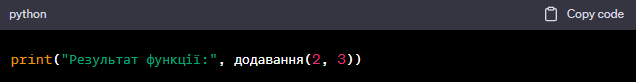 python
Copy code
print("Результат функції:", додавання(2, 3))